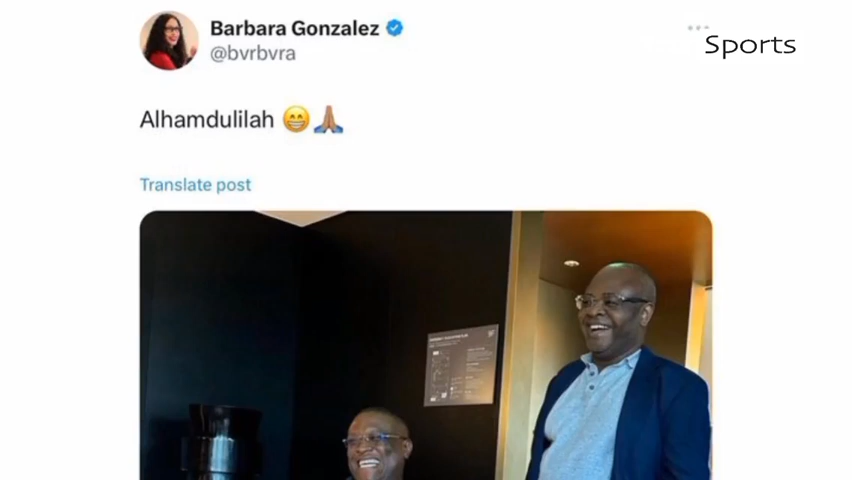 Barbara Gonzalez
@bvrbvra
Sports
Alhamdulilah 😁🙏🏽
Translate post